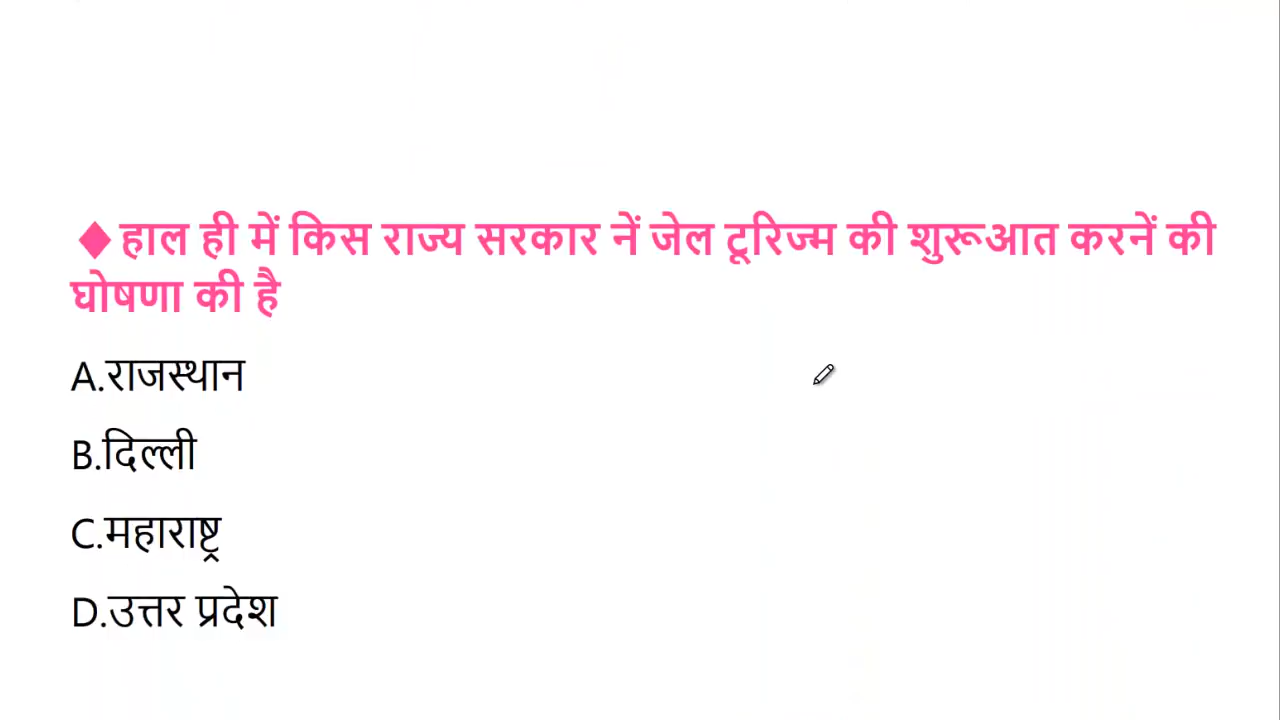 ♦हाल ही में किस राज्य सरकार नें जेल टूरिज्म की शुरूआत करनें की
घोषणा की है
A.राजस्थान
B.दिल्ली
C.महाराष्ट्र
D.उत्तर प्रदेश